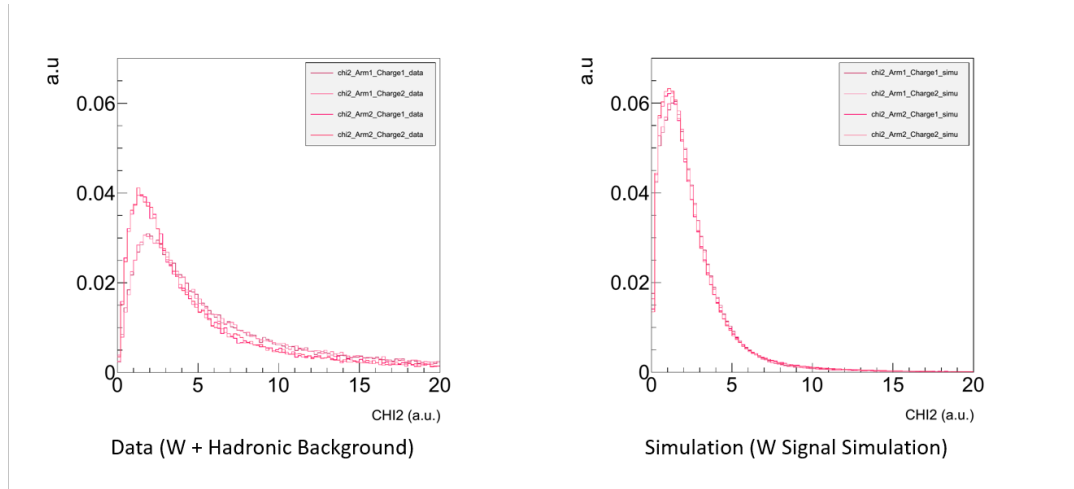 a.u
chi2_Arm1_Charge1_data
chi2_Arm1_Charge2_data
chi2_Arm2_Charge1_data
chi2_Arm2_Charge2_data
0.06
0.04
0.02
0
0 5 10 15 20
CHI2 (a.u.)
Data (W + Hadronic Background)
a.u
chi2_Arm1_Charge1_simu
chi2_Arm1_Charge2_simu
chi2_Arm2_Charge1_simu
chi2_Arm2_Charge2_simu
0.06
0.04
0.02
0
0 5 10 15 20
CHI2 (a.u.)
Simulation (W Signal Simulation)